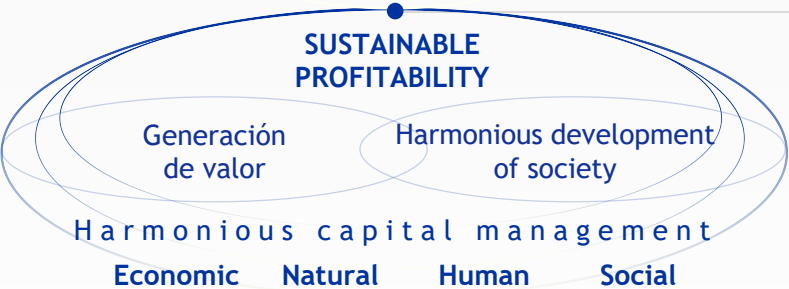 SUSTAINABLE
PROFITABILITY
Generación
de valor
Harmonious development
of society
Harmonious capital management
Economic Natural Human Social